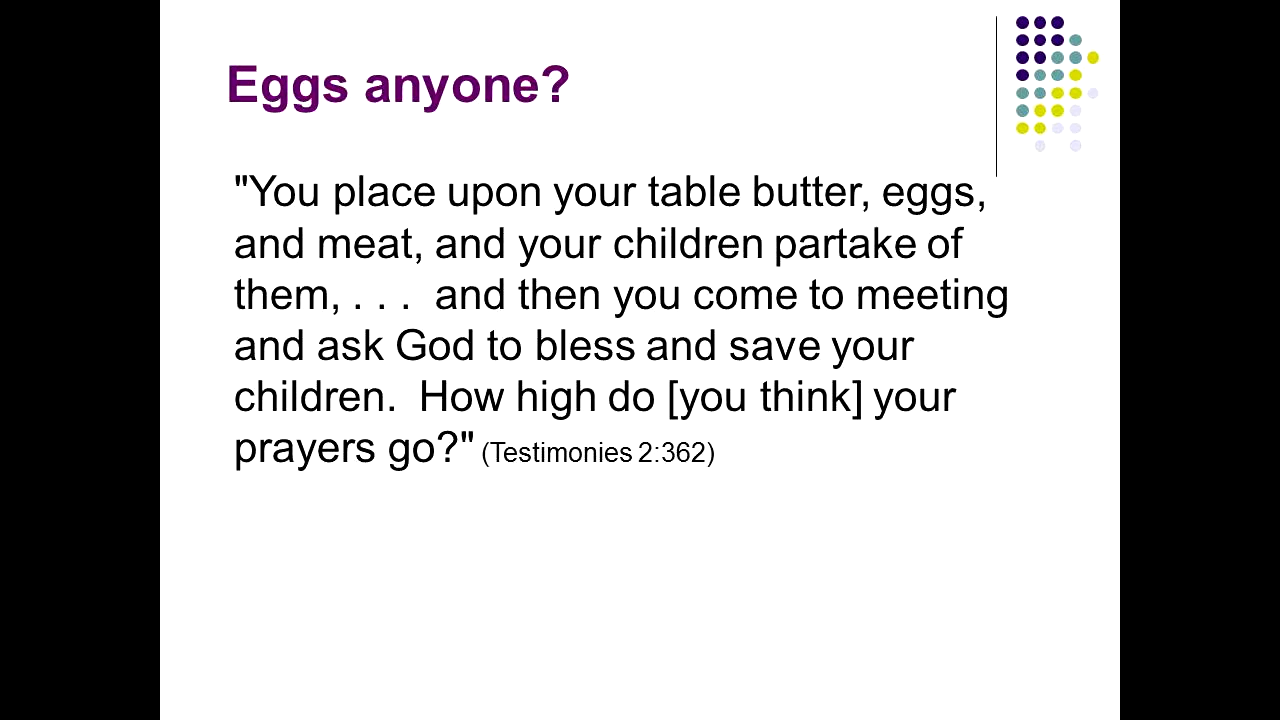 Eggs anyone?
"You place upon your table butter, eggs,
and meat, and your children partake of
them, . . .  and then you come to meeting
and ask God to bless and save your
children.  How high do [you think] your
prayers go?" (Testimonies 2:362)